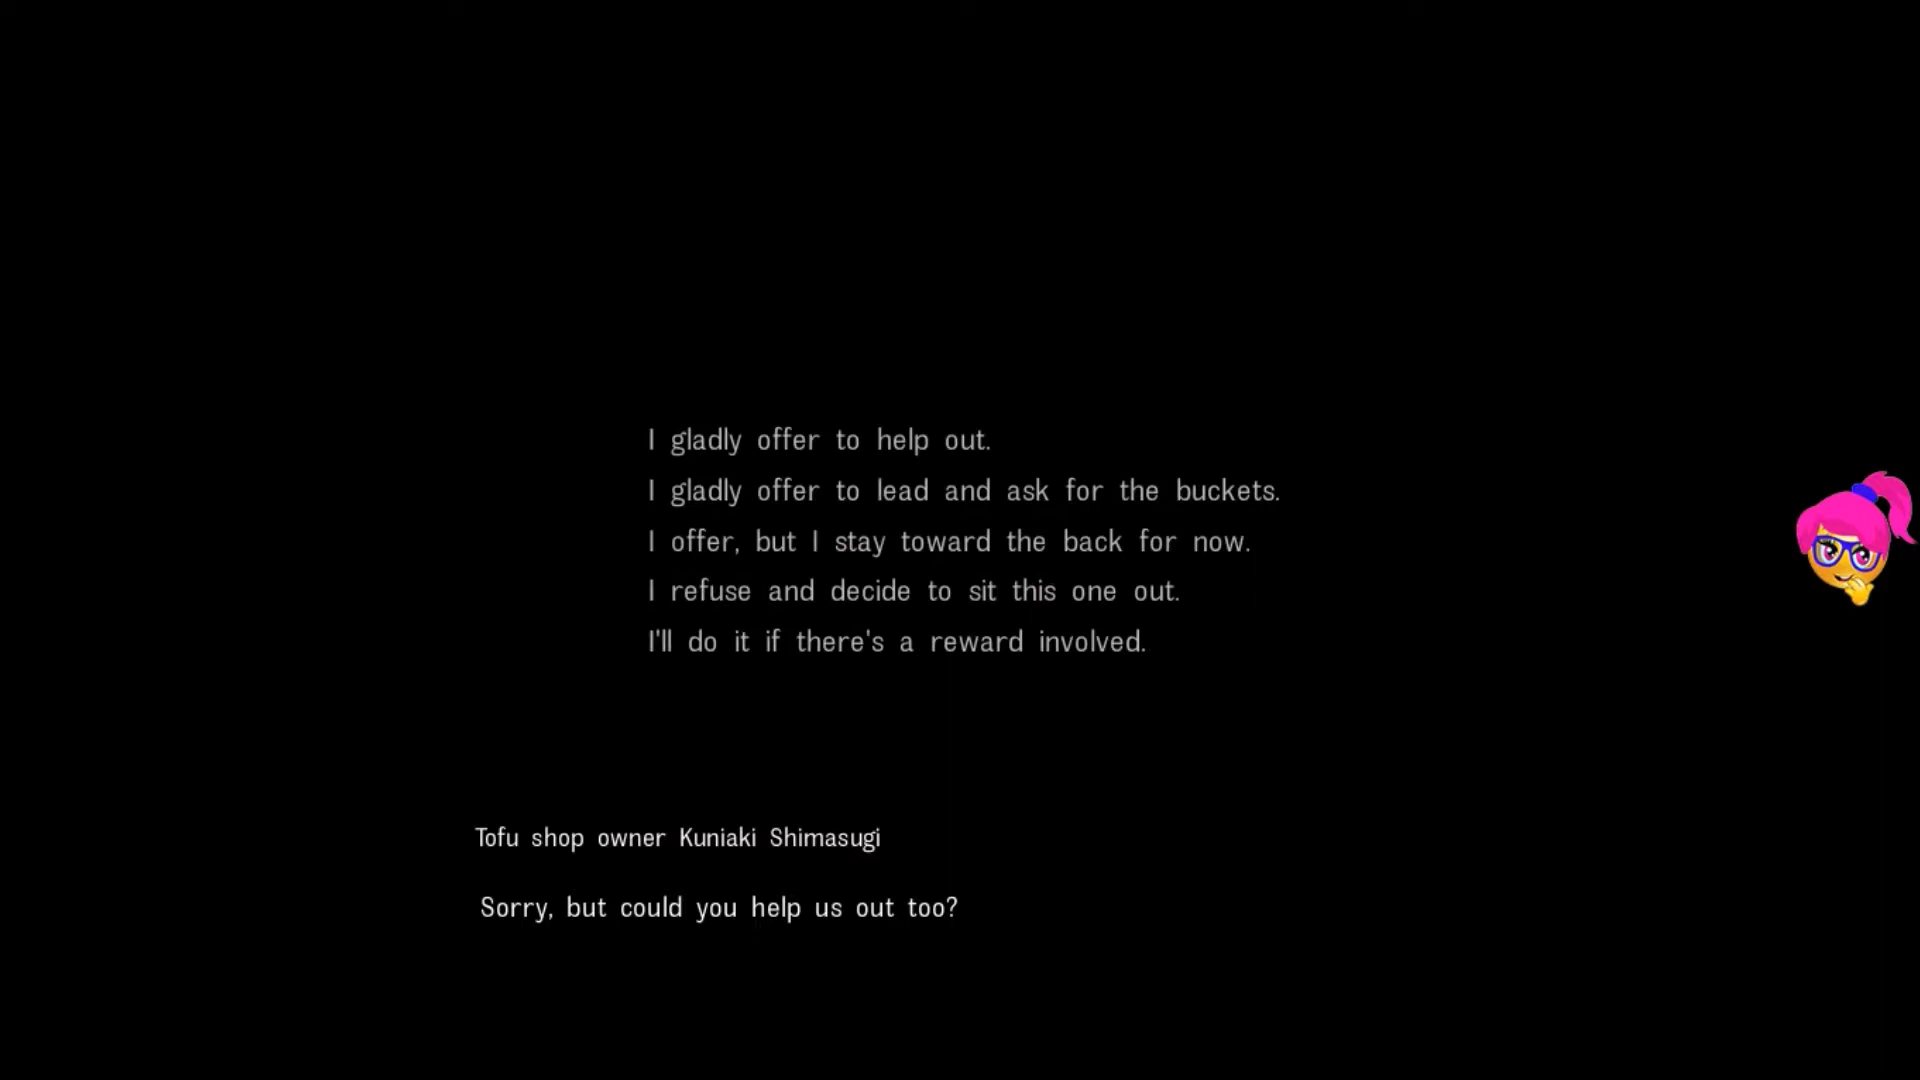 I gladly offer to help out.
I gladly offer to lead and ask for the buckets.
I offer, but I stay toward the back for now.
I refuse and decide to sit this one out.
I'll do it if there's a reward involved.
Tofu shop owner Kuniaki Shimasugi
Sorry, but could you help us out too?